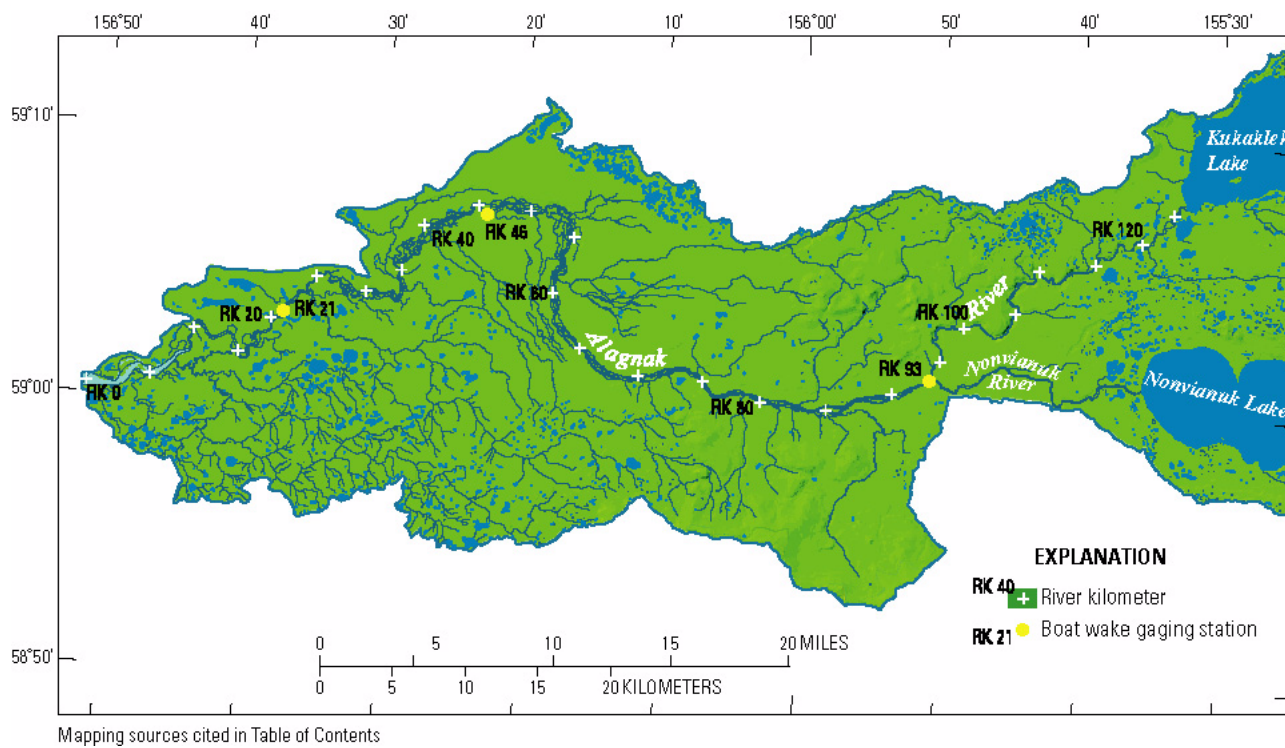 156°50' 40' 30' 20' 10' 156°00' 50' 40' 155°30'
59°10'
Kukaklek
Lake
RK 120
RK 40 RK 46
River
RK 60
RK 20 RK 21
RK 100
Alagnak
RK 93
Nonvianuk
River
59°00'
RK 0
Nonvianuk Lake
RK 80
EXPLANATION
RK 40
River kilometer
RK 21
Boat wake gaging station
0 5 10 15 20 MILES
58°50'
0 5 10 15 20 KILOMETERS
Mapping sources cited in Table of Contents